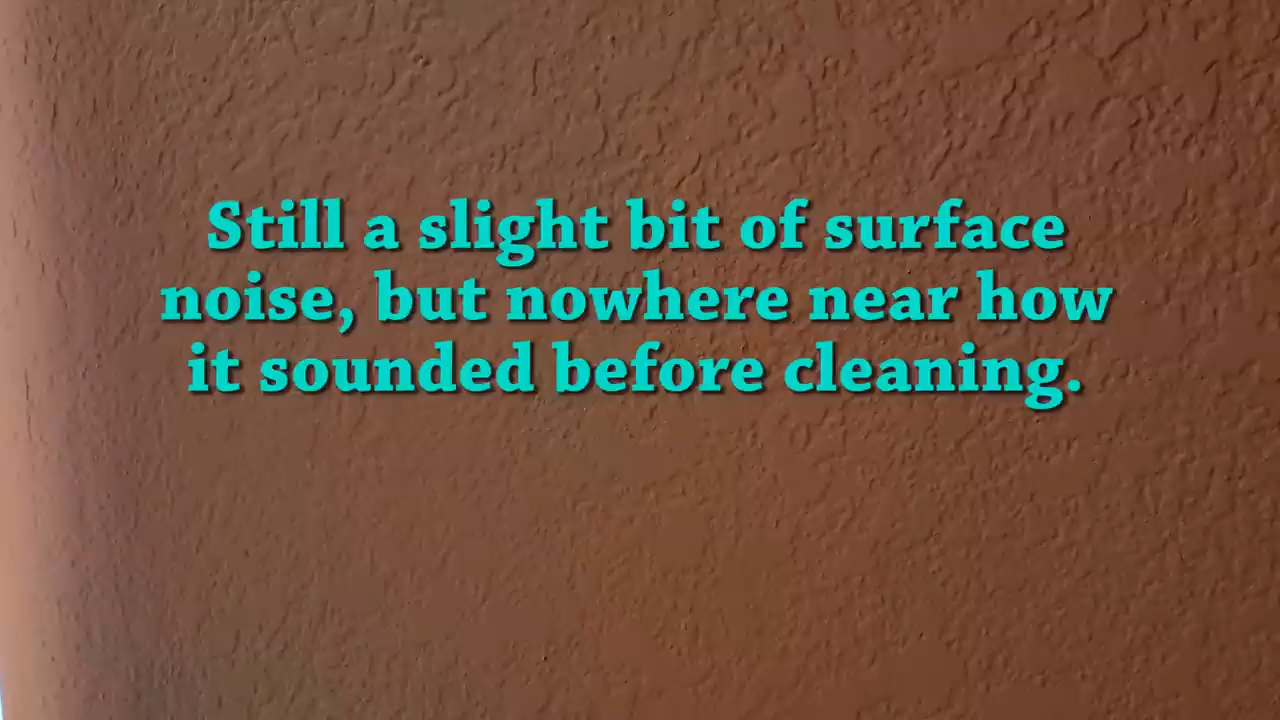 Still a slight bit of surface
noise, but nowhere near how
it sounded before cleaning.